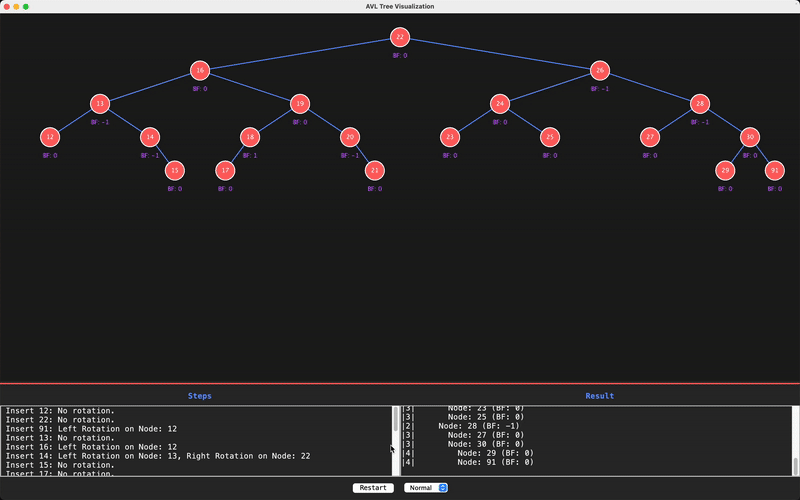 AVL Tree Visualization
22
BF: 0
16
BF: 0
26
BF: -1
13
BF: -1
19
BF: 0
24
BF: 0
28
BF: -1
12
BF: 0
14
BF: -1
18
BF: 1
20
BF: -1
23
BF: 0
25
BF: 0
27
BF: 0
30
BF: 0
15
BF: 0
17
BF: 0
21
BF: 0
29
BF: 0
91
BF: 0
Steps
Insert 12: No rotation.
Insert 22: No rotation.
Insert 91: Left Rotation on Node: 12
Insert 13: No rotation.
Insert 16: Left Rotation on Node: 12
Insert 14: Left Rotation on Node: 13, Right Rotation on Node: 22
Insert 15: No rotation.
Insert 17: No rotation.
Result
|3| Node: 23 (BF: 0)
|3| Node: 25 (BF: 0)
|2| Node: 28 (BF: -1)
|3| Node: 27 (BF: 0)
|3| Node: 30 (BF: 0)
|4| Node: 29 (BF: 0)
|4| Node: 91 (BF: 0)
Restart
Normal